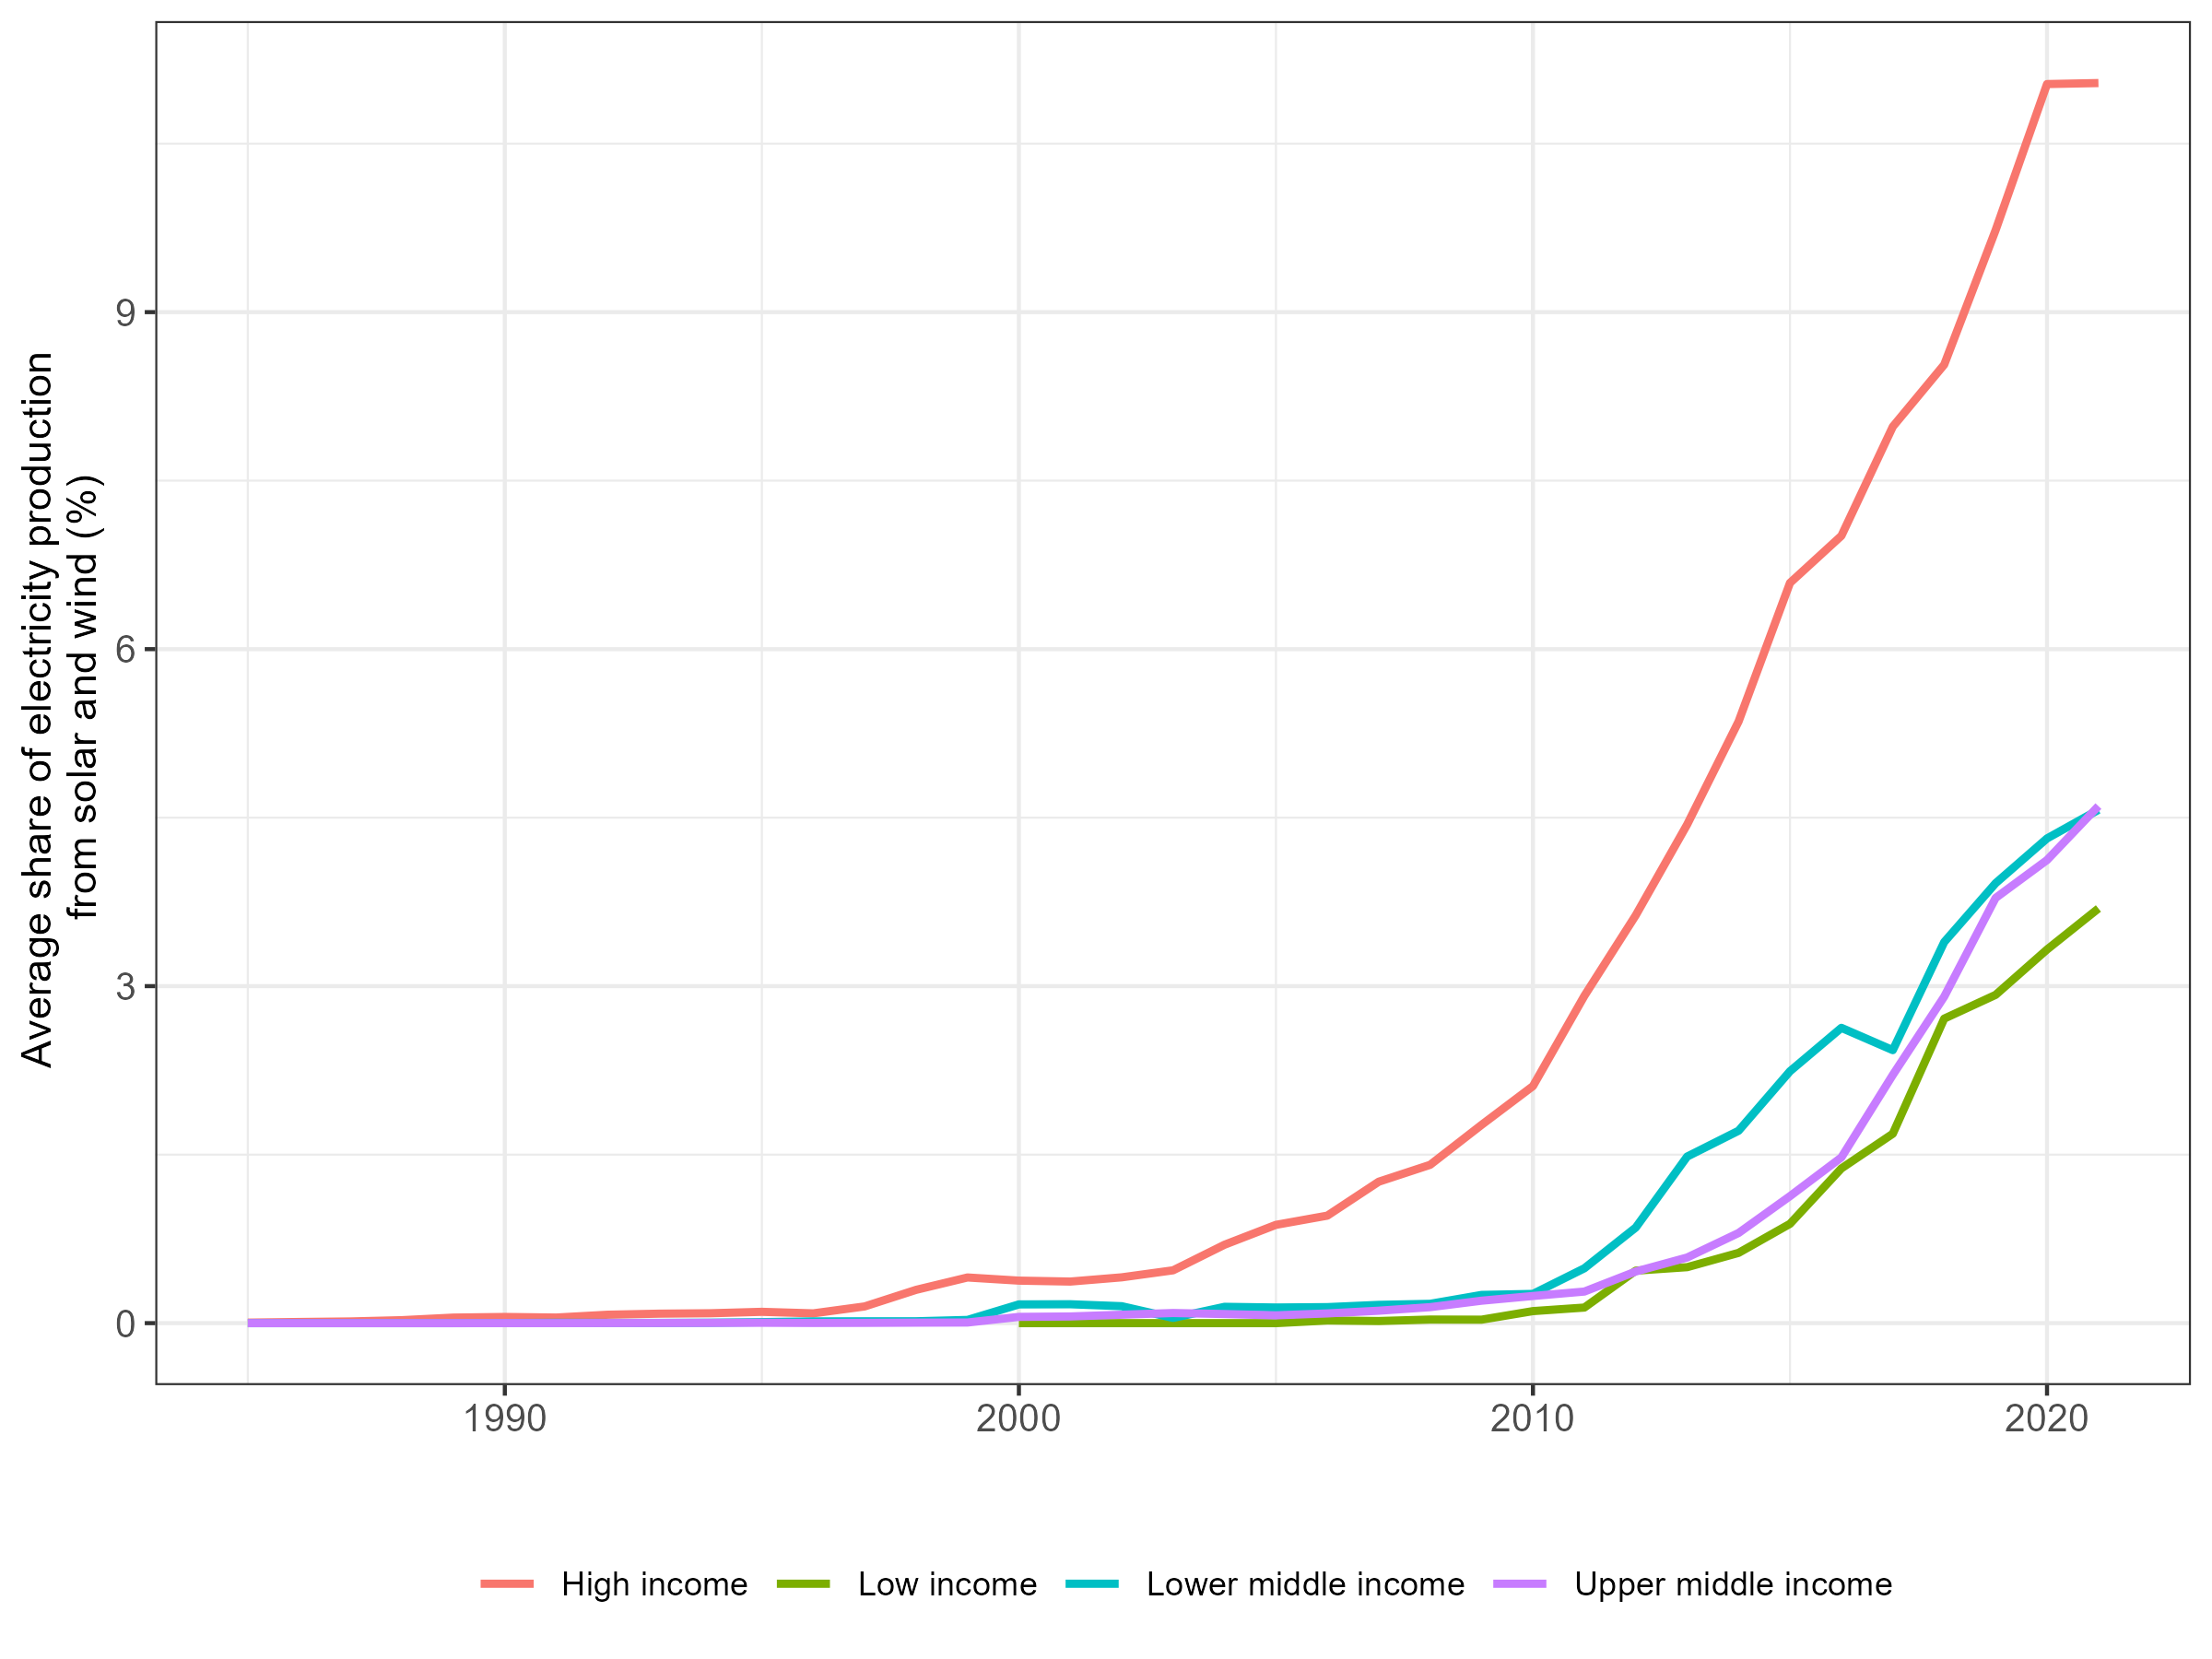 Average share of electricity production
from solar and wind (%)
9
6
3
0
1990 2000 2010 2020
High income Low income Lower middle income Upper middle income